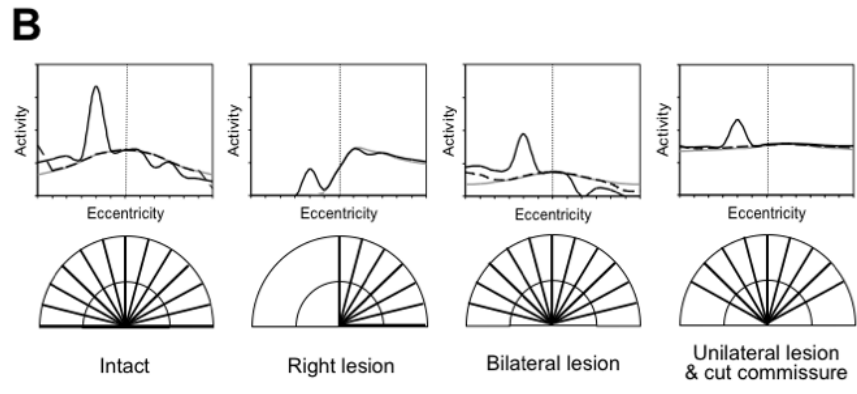 B
Activity
Eccentricity
Activity
Eccentricity
Activity
Eccentricity
Activity
Eccentricity
Intact
Right lesion
Bilateral lesion
Unilateral lesion
& cut commissure